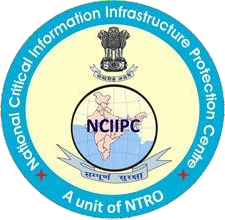 National Critical Information Infrastructure Protection Centre
सत्यमेव जयते
NCIIPC
सम्पूर्ण सुरक्षा
A unit of NTRO